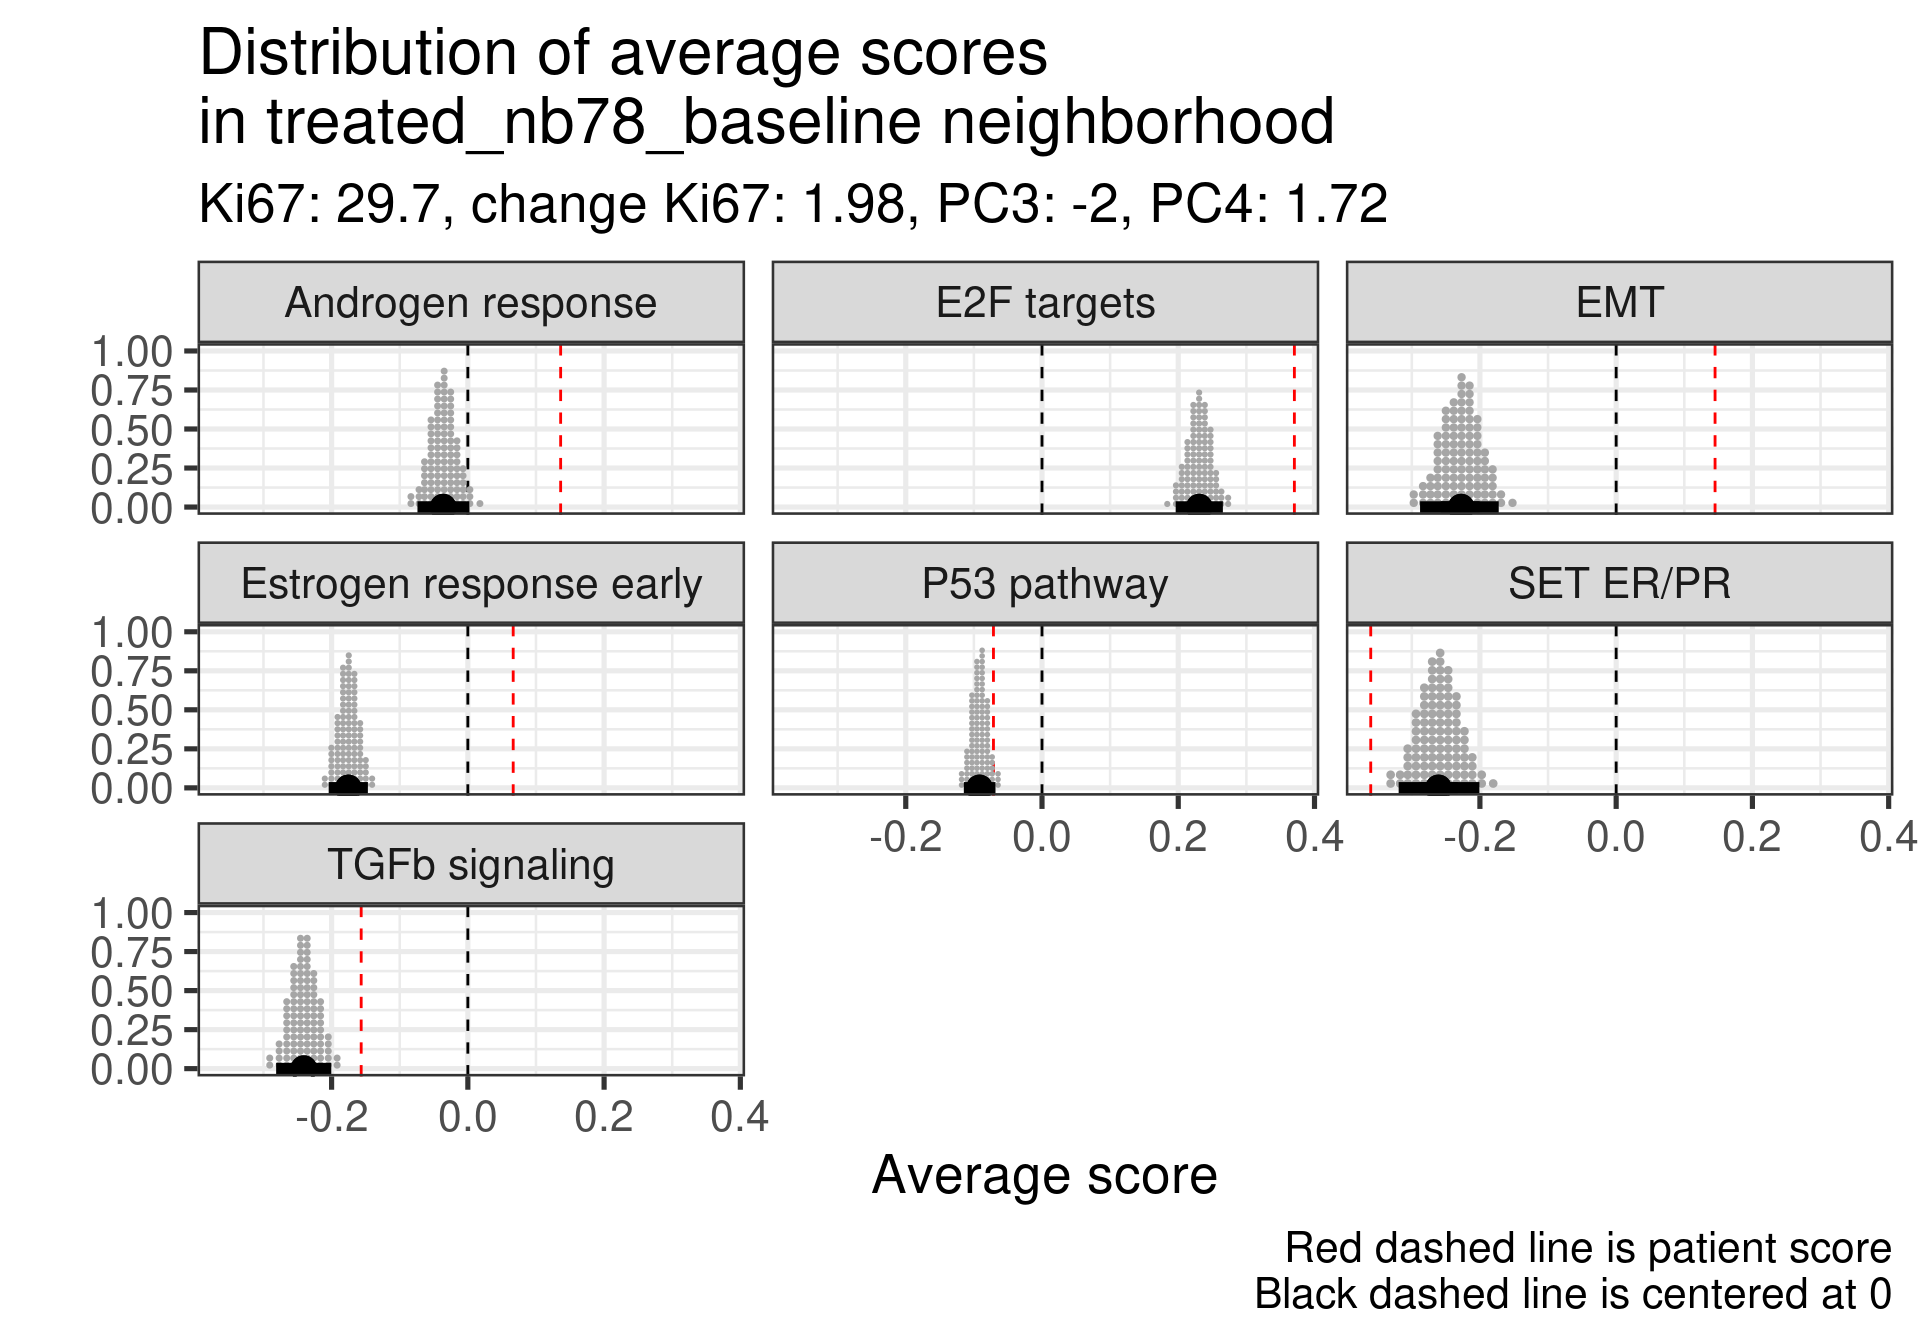 Distribution of average scores
in treated_nb78_baseline neighborhood
Ki67: 29.7, change Ki67: 1.98, PC3: -2, PC4: 1.72
Androgen response
E2F targets
EMT
1.00
0.75
0.50
0.25
0.00
Estrogen response early
P53 pathway
SET ER/PR
1.00
0.75
0.50
0.25
0.00
-0.2 0.0 0.2 0.4
-0.2 0.0 0.2 0.4
TGFb signaling
1.00
0.75
0.50
0.25
0.00
-0.2 0.0 0.2 0.4
Average score
Red dashed line is patient score
Black dashed line is centered at 0